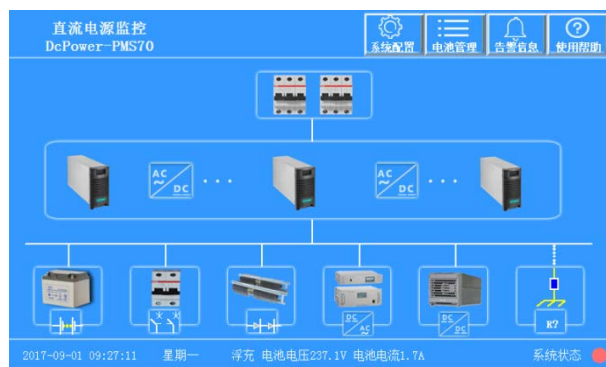 直流电源监控
DcPower-PMS70
系统配置 电池管理 告警信息 使用帮助
AC
DC
···
AC
DC
···
DC
AC
DC
DC
R?
2017-09-01 09:27:11 星期一 浮充 电池电压237.1V 电池电流1.7A 系统状态